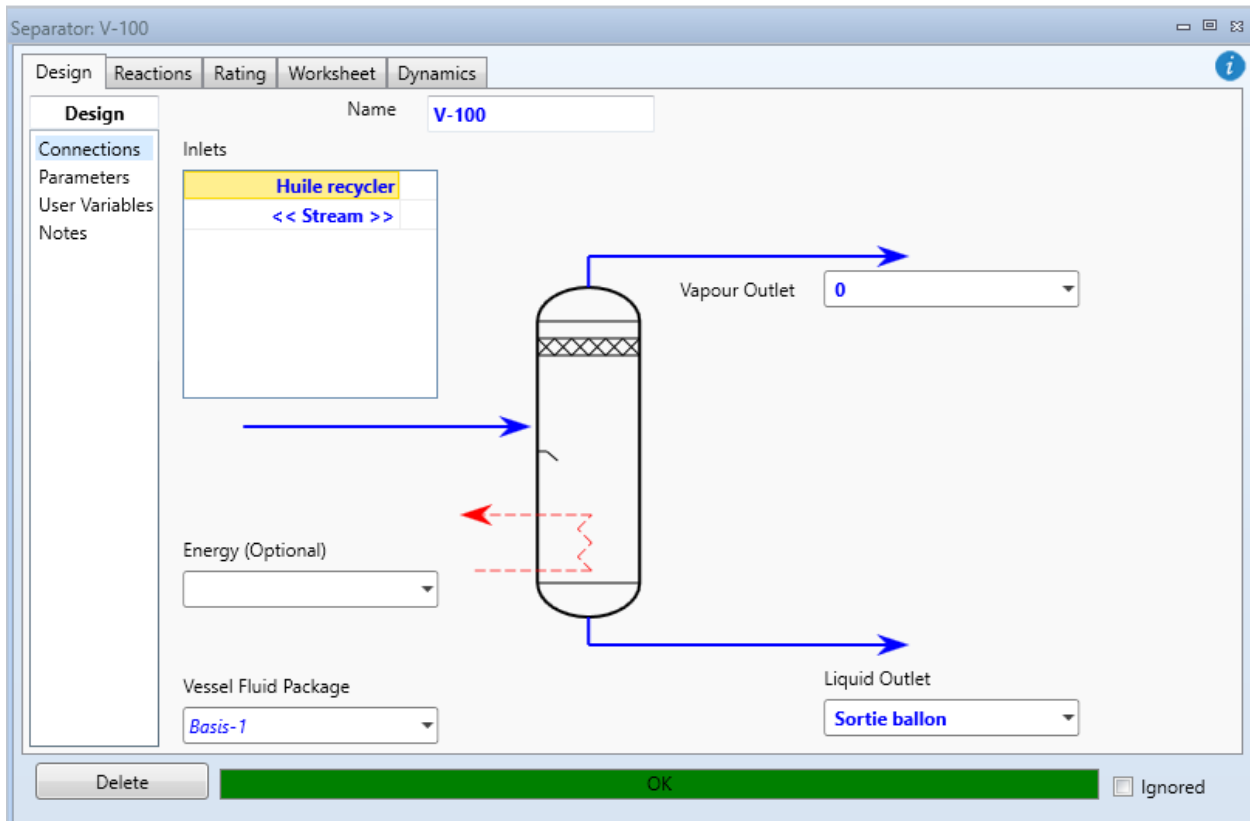 Separator: V-100
Design Reactions Rating Worksheet Dynamics
i
Design
Connections
Parameters
User Variables
Notes
Name V-100
Inlets
Huile recycler
<< Stream >>
Vapour Outlet 0
Energy (Optional)
Vessel Fluid Package
Basis-1
Liquid Outlet
Sortie ballon
Delete OK Ignored